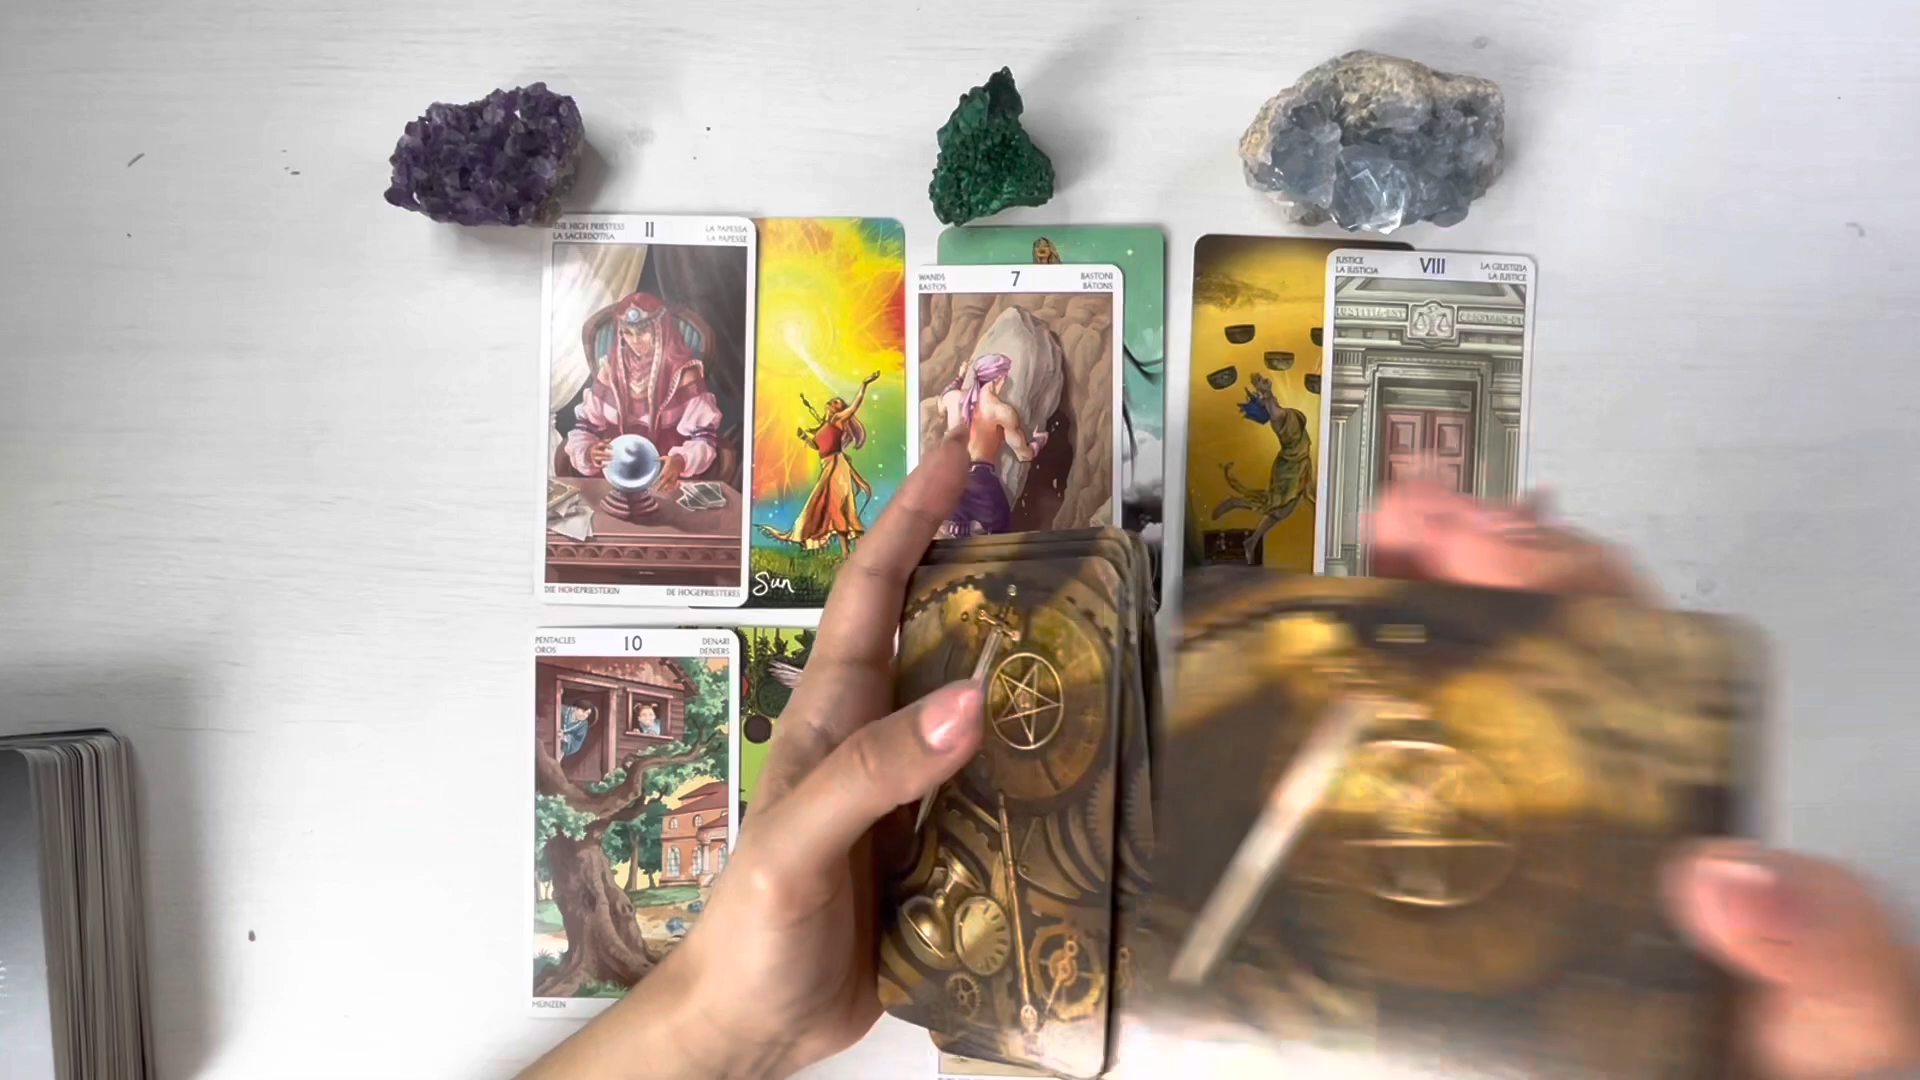 THE HIGH PRIESTESS
LA SACERDOTISA
II
LA PAPESSA
LA PAPESSE
DIE HOHEPRIESTERIN
DE HOGEPRIESTERES
Sun
WANDS
BASTOS
7
BASTONI
BÂTONS
JUSTICE
LA JUSTICIA
VIII
LA GIUSTIZIA
LA JUSTICE
PENTACLES
OROS
10
DENARI
DENIERS
MÜNZEN